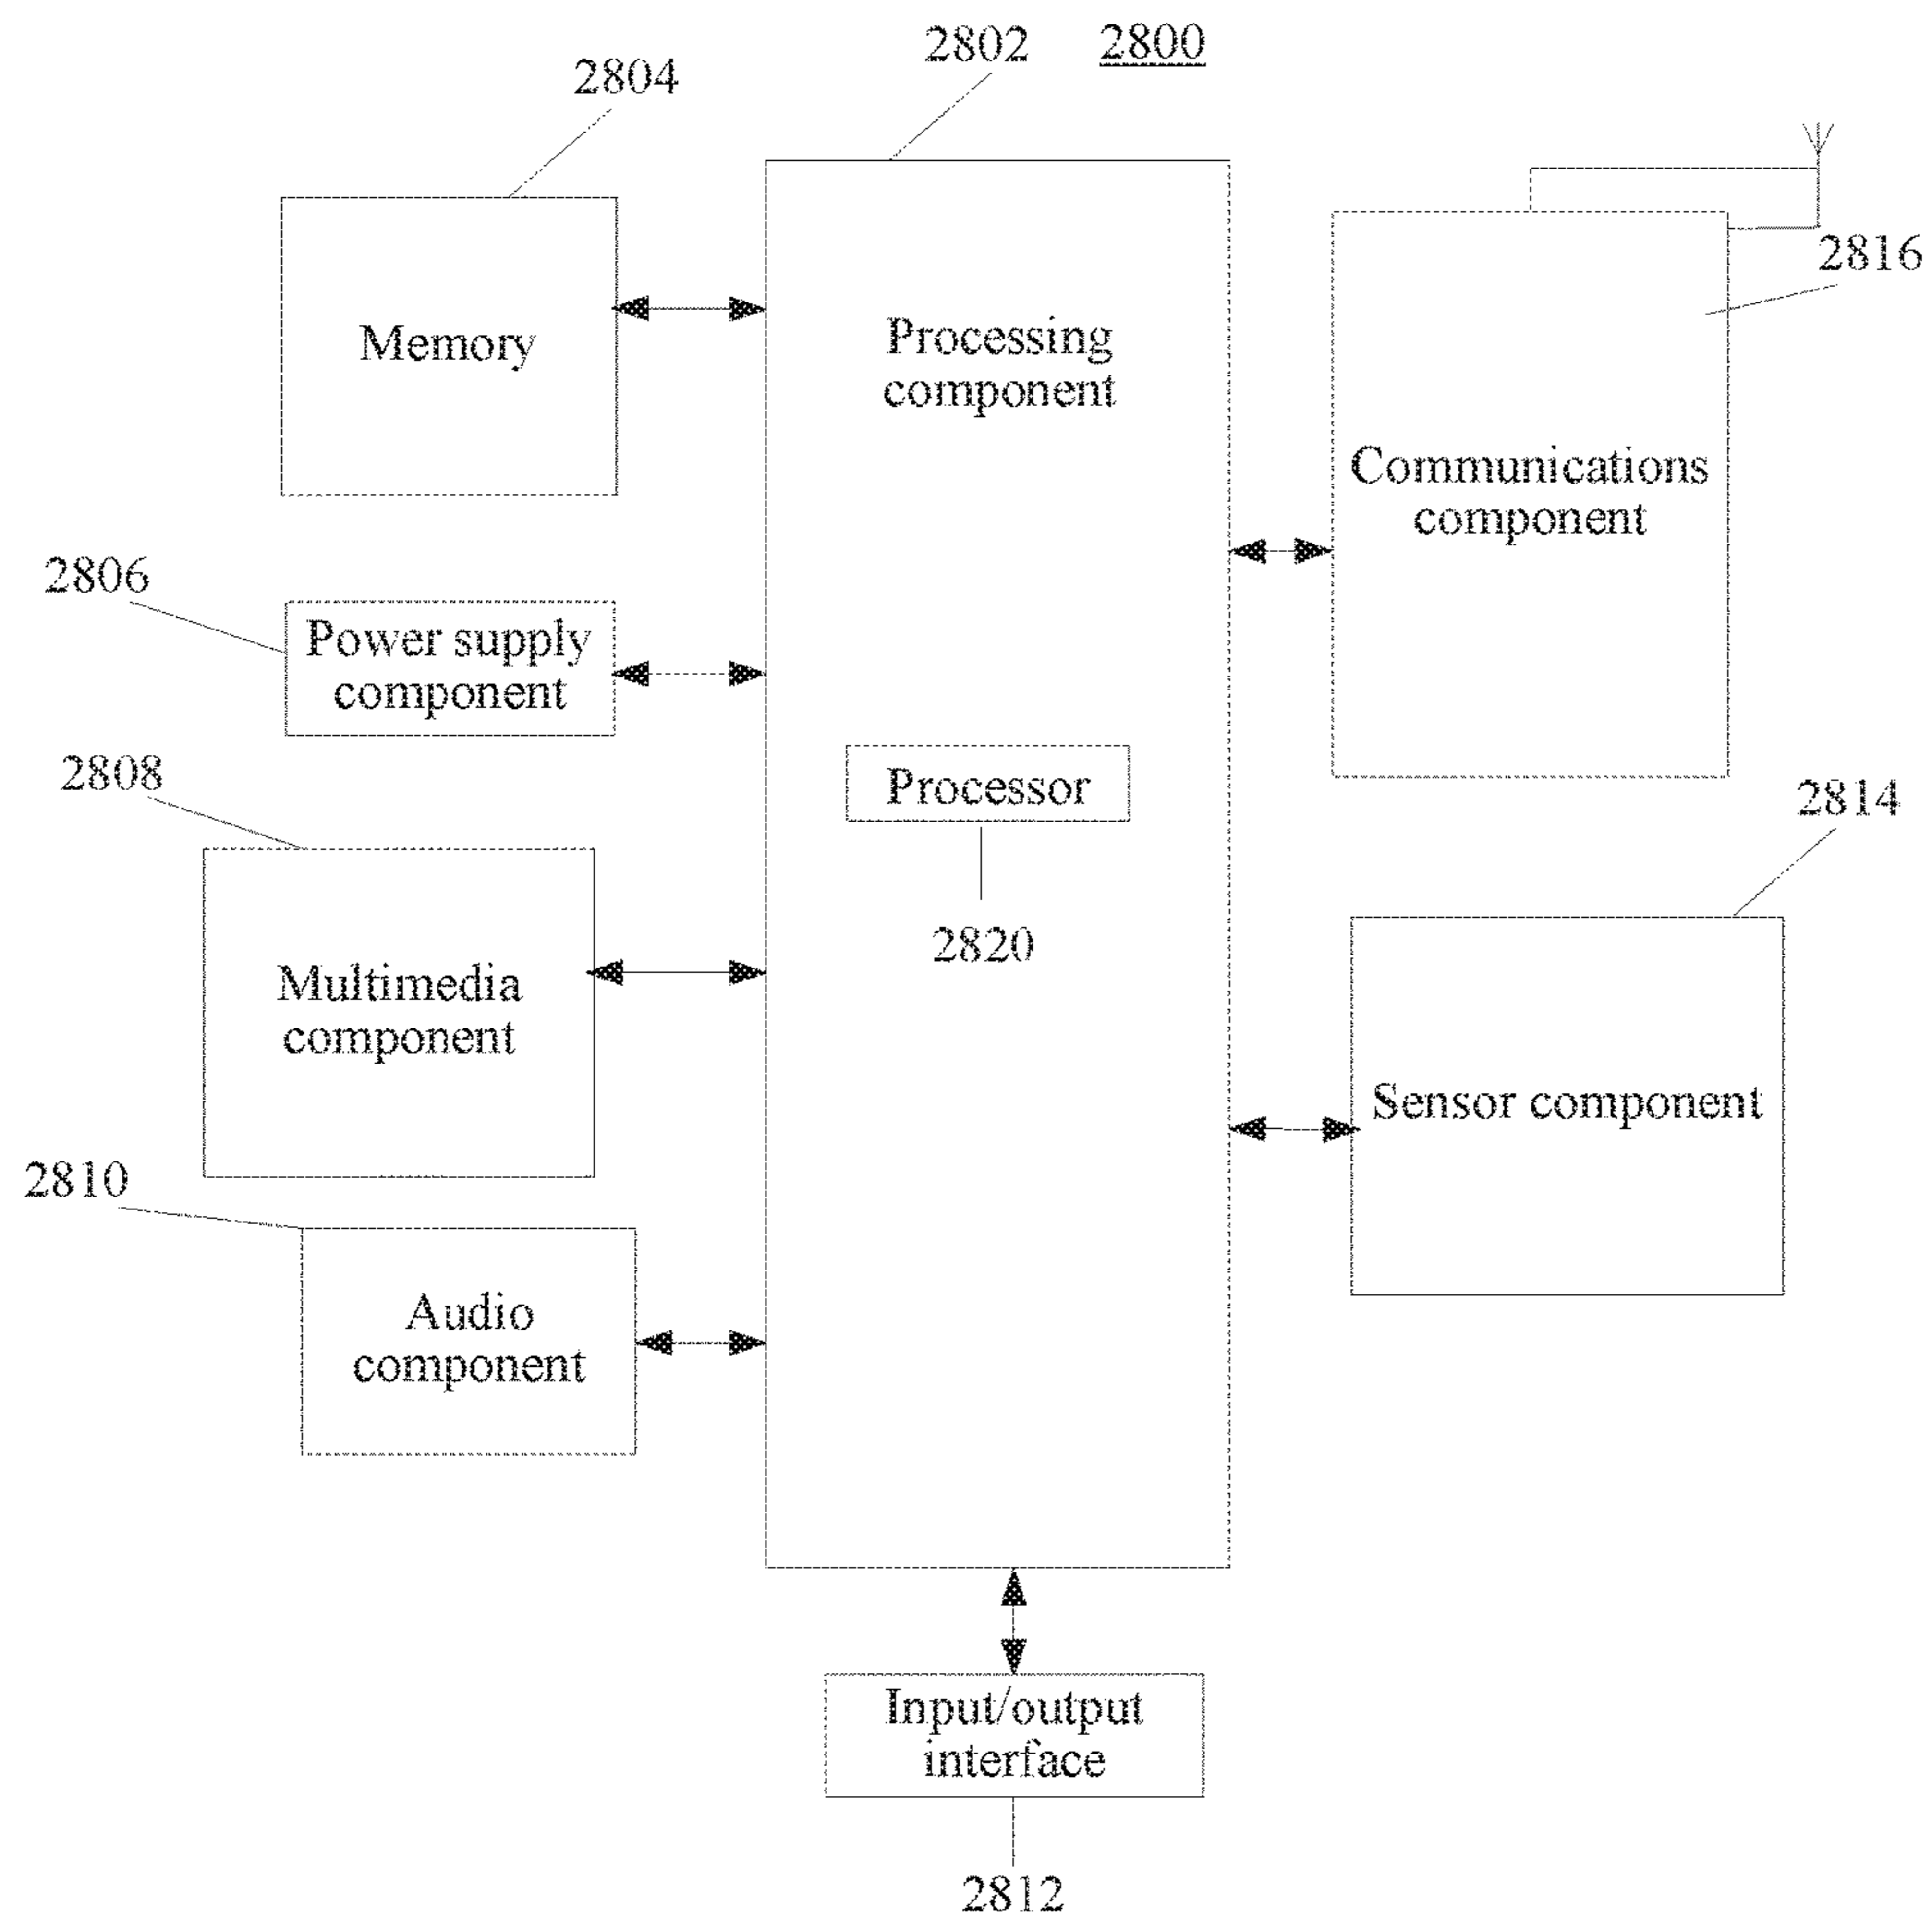 2802
2800
2804
2816
Memory
Processing
component
Communications
component
2806
Power supply
component
2808
Processor
2814
2820
Multimedia
component
Sensor component
2810
Audio
component
Input/output
interface
2812